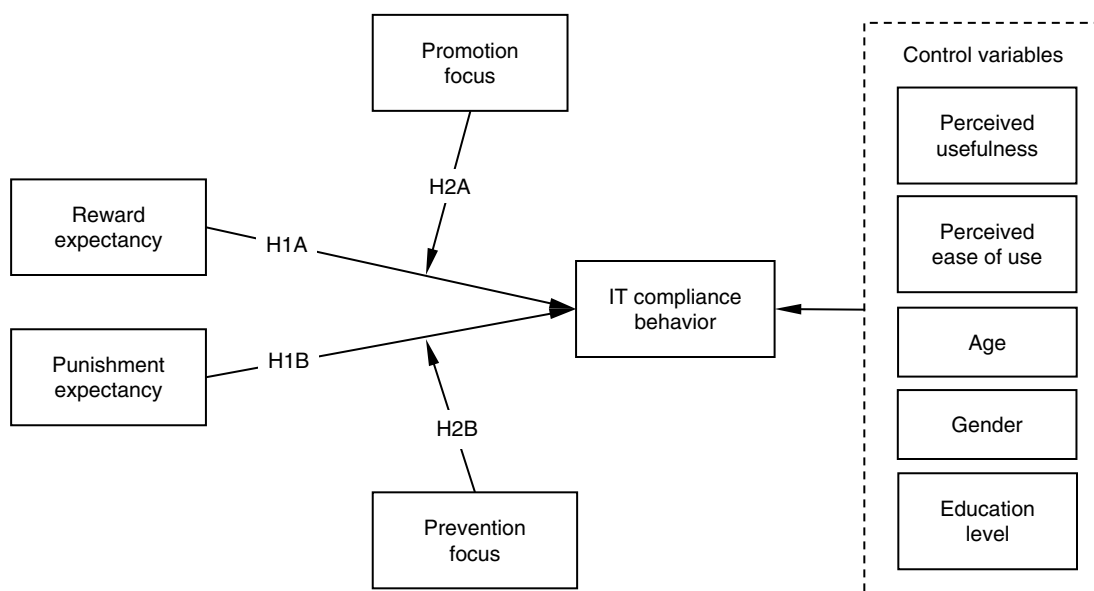 Promotion
focus
H2A
Reward
expectancy
H1A
Punishment
expectancy
H1B
IT compliance
behavior
H2B
Prevention
focus
Control variables
Perceived
usefulness
Perceived
ease of use
Age
Gender
Education
level